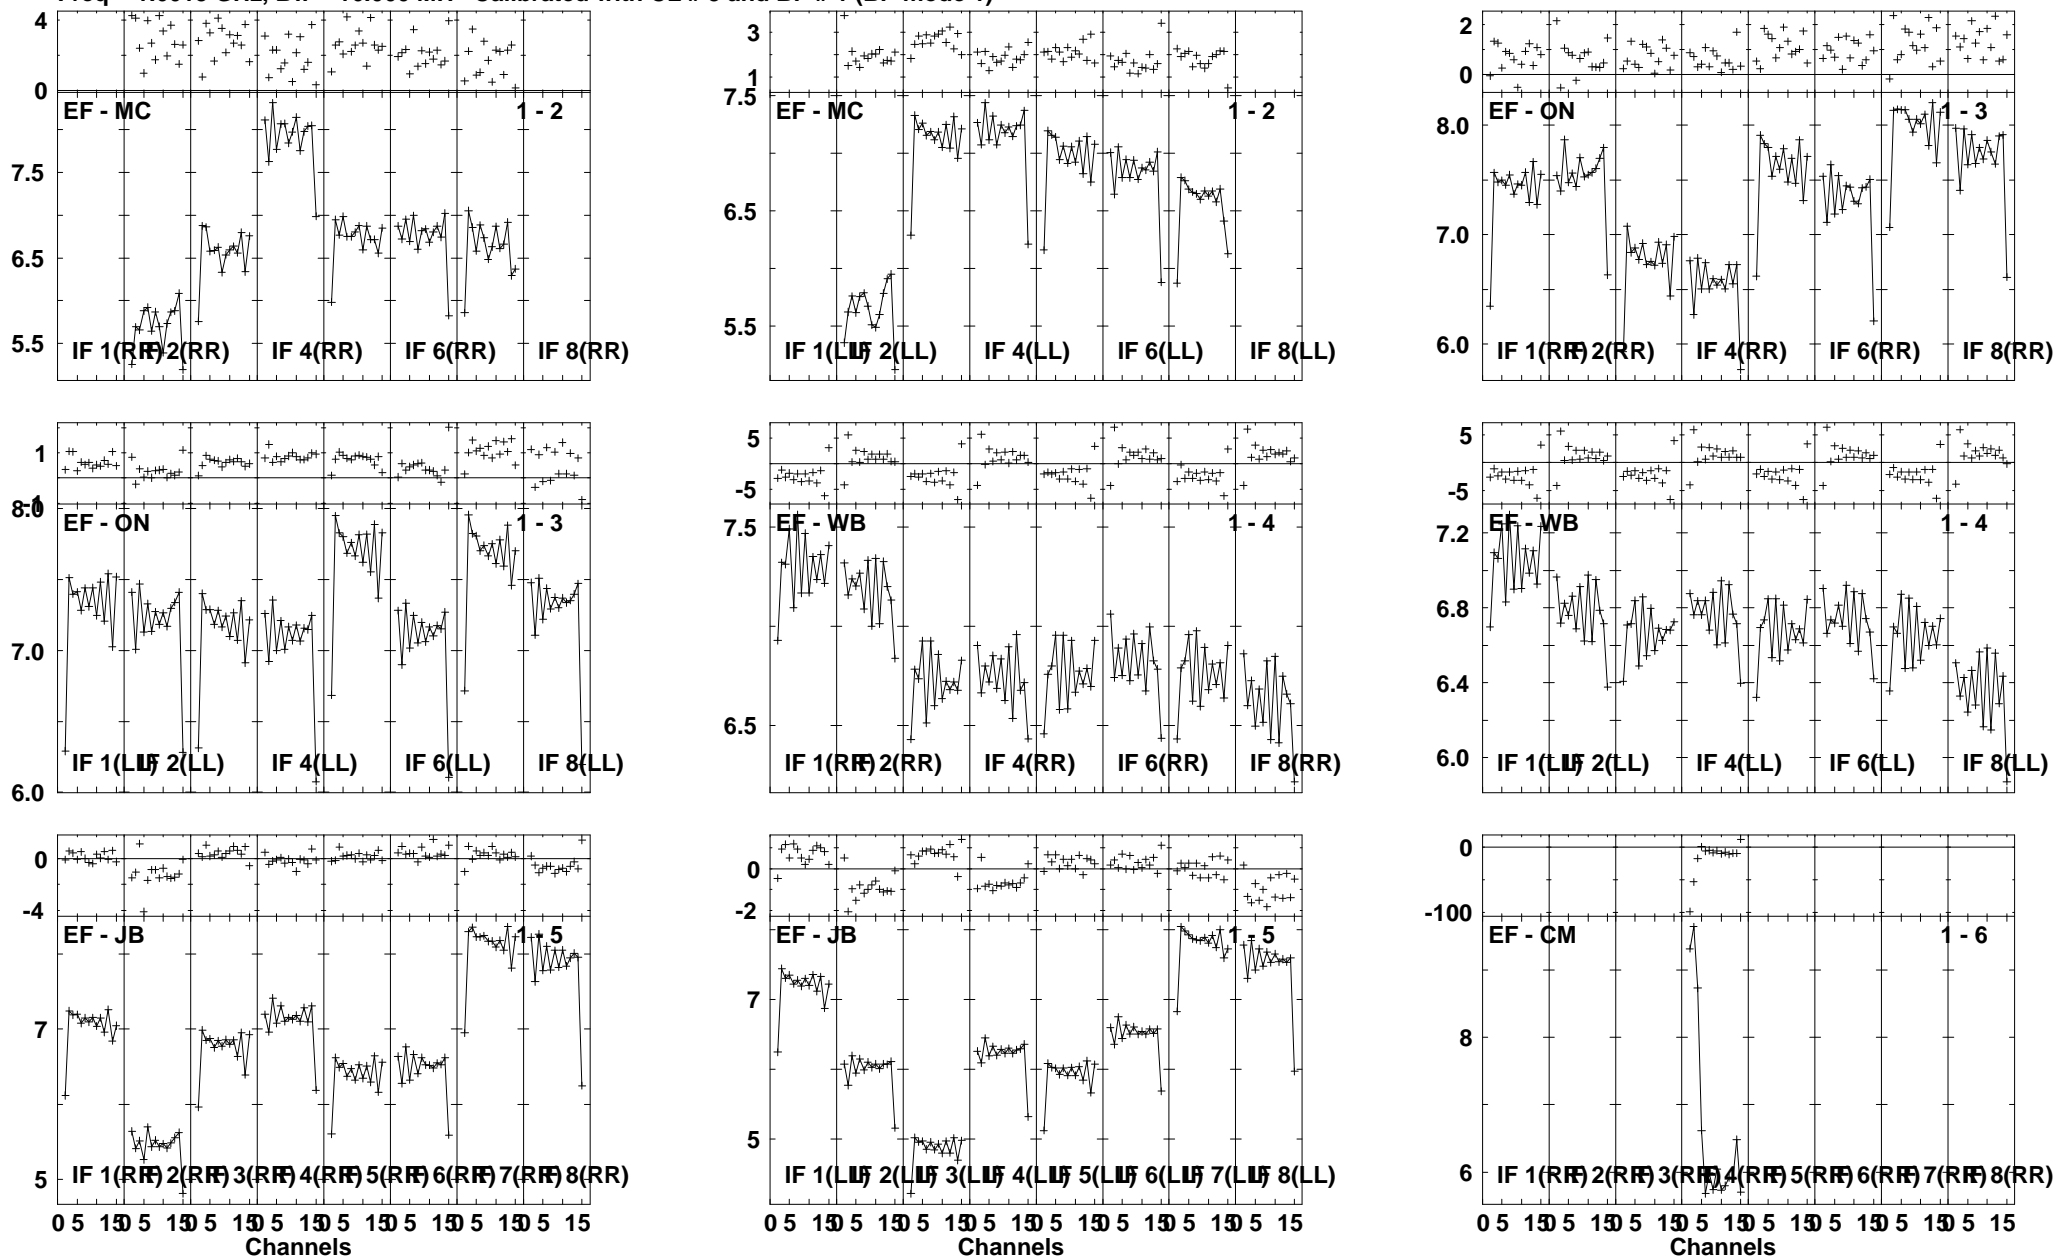 4
2
0
EF - MC
1 - 2
7.5
6.5
5.5
IF 1(RR)
IF 2(RR)
IF 4(RR)
IF 6(RR)
IF 8(RR)
3
1
7.5
EF - MC
1 - 2
6.5
5.5
IF 1(LL)
IF 2(LL)
IF 4(LL)
IF 6(LL)
IF 8(LL)
2
0
EF - ON
1 - 3
8.0
7.0
6.0
IF 1(RR)
IF 2(RR)
IF 4(RR)
IF 6(RR)
IF 8(RR)
1
-1
8.0
EF - ON
1 - 3
7.0
IF 1(LL)
IF 2(LL)
IF 4(LL)
IF 6(LL)
IF 8(LL)
6.0
5
-5
EF - WB
1 - 4
7.5
6.5
IF 1(RR)
IF 2(RR)
IF 4(RR)
IF 6(RR)
IF 8(RR)
5
-5
EF - WB
1 - 4
7.2
6.8
6.4
6.0
IF 1(LL)
IF 2(LL)
IF 4(LL)
IF 6(LL)
IF 8(LL)
0
-4
EF - JB
1 - 5
7
5
IF 1(RR)
IF 2(RR)
IF 3(RR)
IF 4(RR)
IF 5(RR)
IF 6(RR)
IF 7(RR)
IF 8(RR)
0 5 15 0 5 15 0 5 15 0 5 15 0 5 15 0 5 15 0 5 15 0 5 15
Channels
0
-2
EF - JB
1 - 5
7
5
IF 1(LL)
IF 2(LL)
IF 3(LL)
IF 4(LL)
IF 5(LL)
IF 6(LL)
IF 7(LL)
IF 8(LL)
0 5 15 0 5 15 0 5 15 0 5 15 0 5 15 0 5 15 0 5 15 0 5 15
Channels
0
-100
EF - CM
1 - 6
8
6
IF 1(RR)
IF 2(RR)
IF 3(RR)
IF 4(RR)
IF 5(RR)
IF 6(RR)
IF 7(RR)
IF 8(RR)
0 5 15 0 5 15 0 5 15 0 5 15 0 5 15 0 5 15 0 5 15 0 5 15
Channels